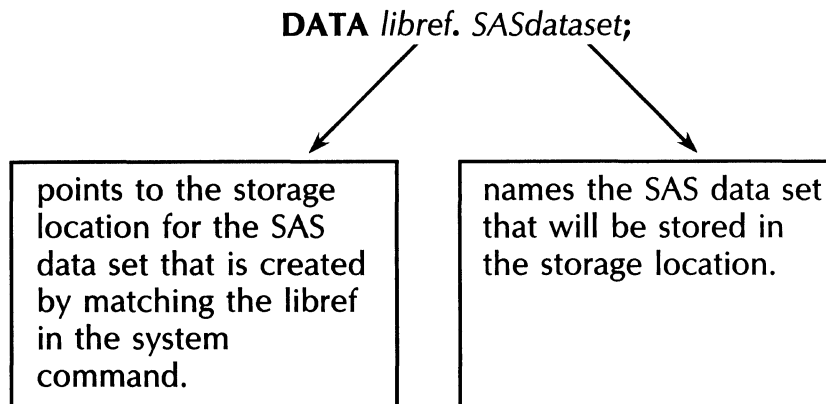 DATA libref. SASdataset;
points to the storage
location for the SAS
data set that is created
by matching the libref
in the system
command.
names the SAS data set
that will be stored in
the storage location.